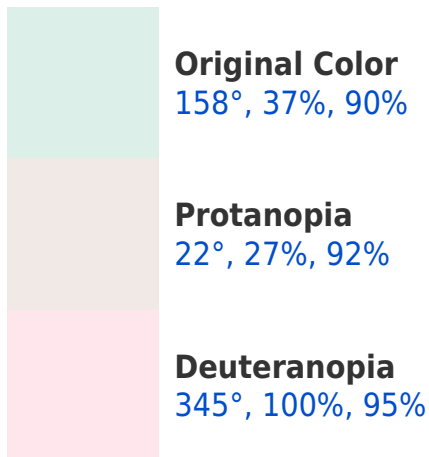 Original Color
158°, 37%, 90%
Protanopia
22°, 27%, 92%
Deuteranopia
345°, 100%, 95%